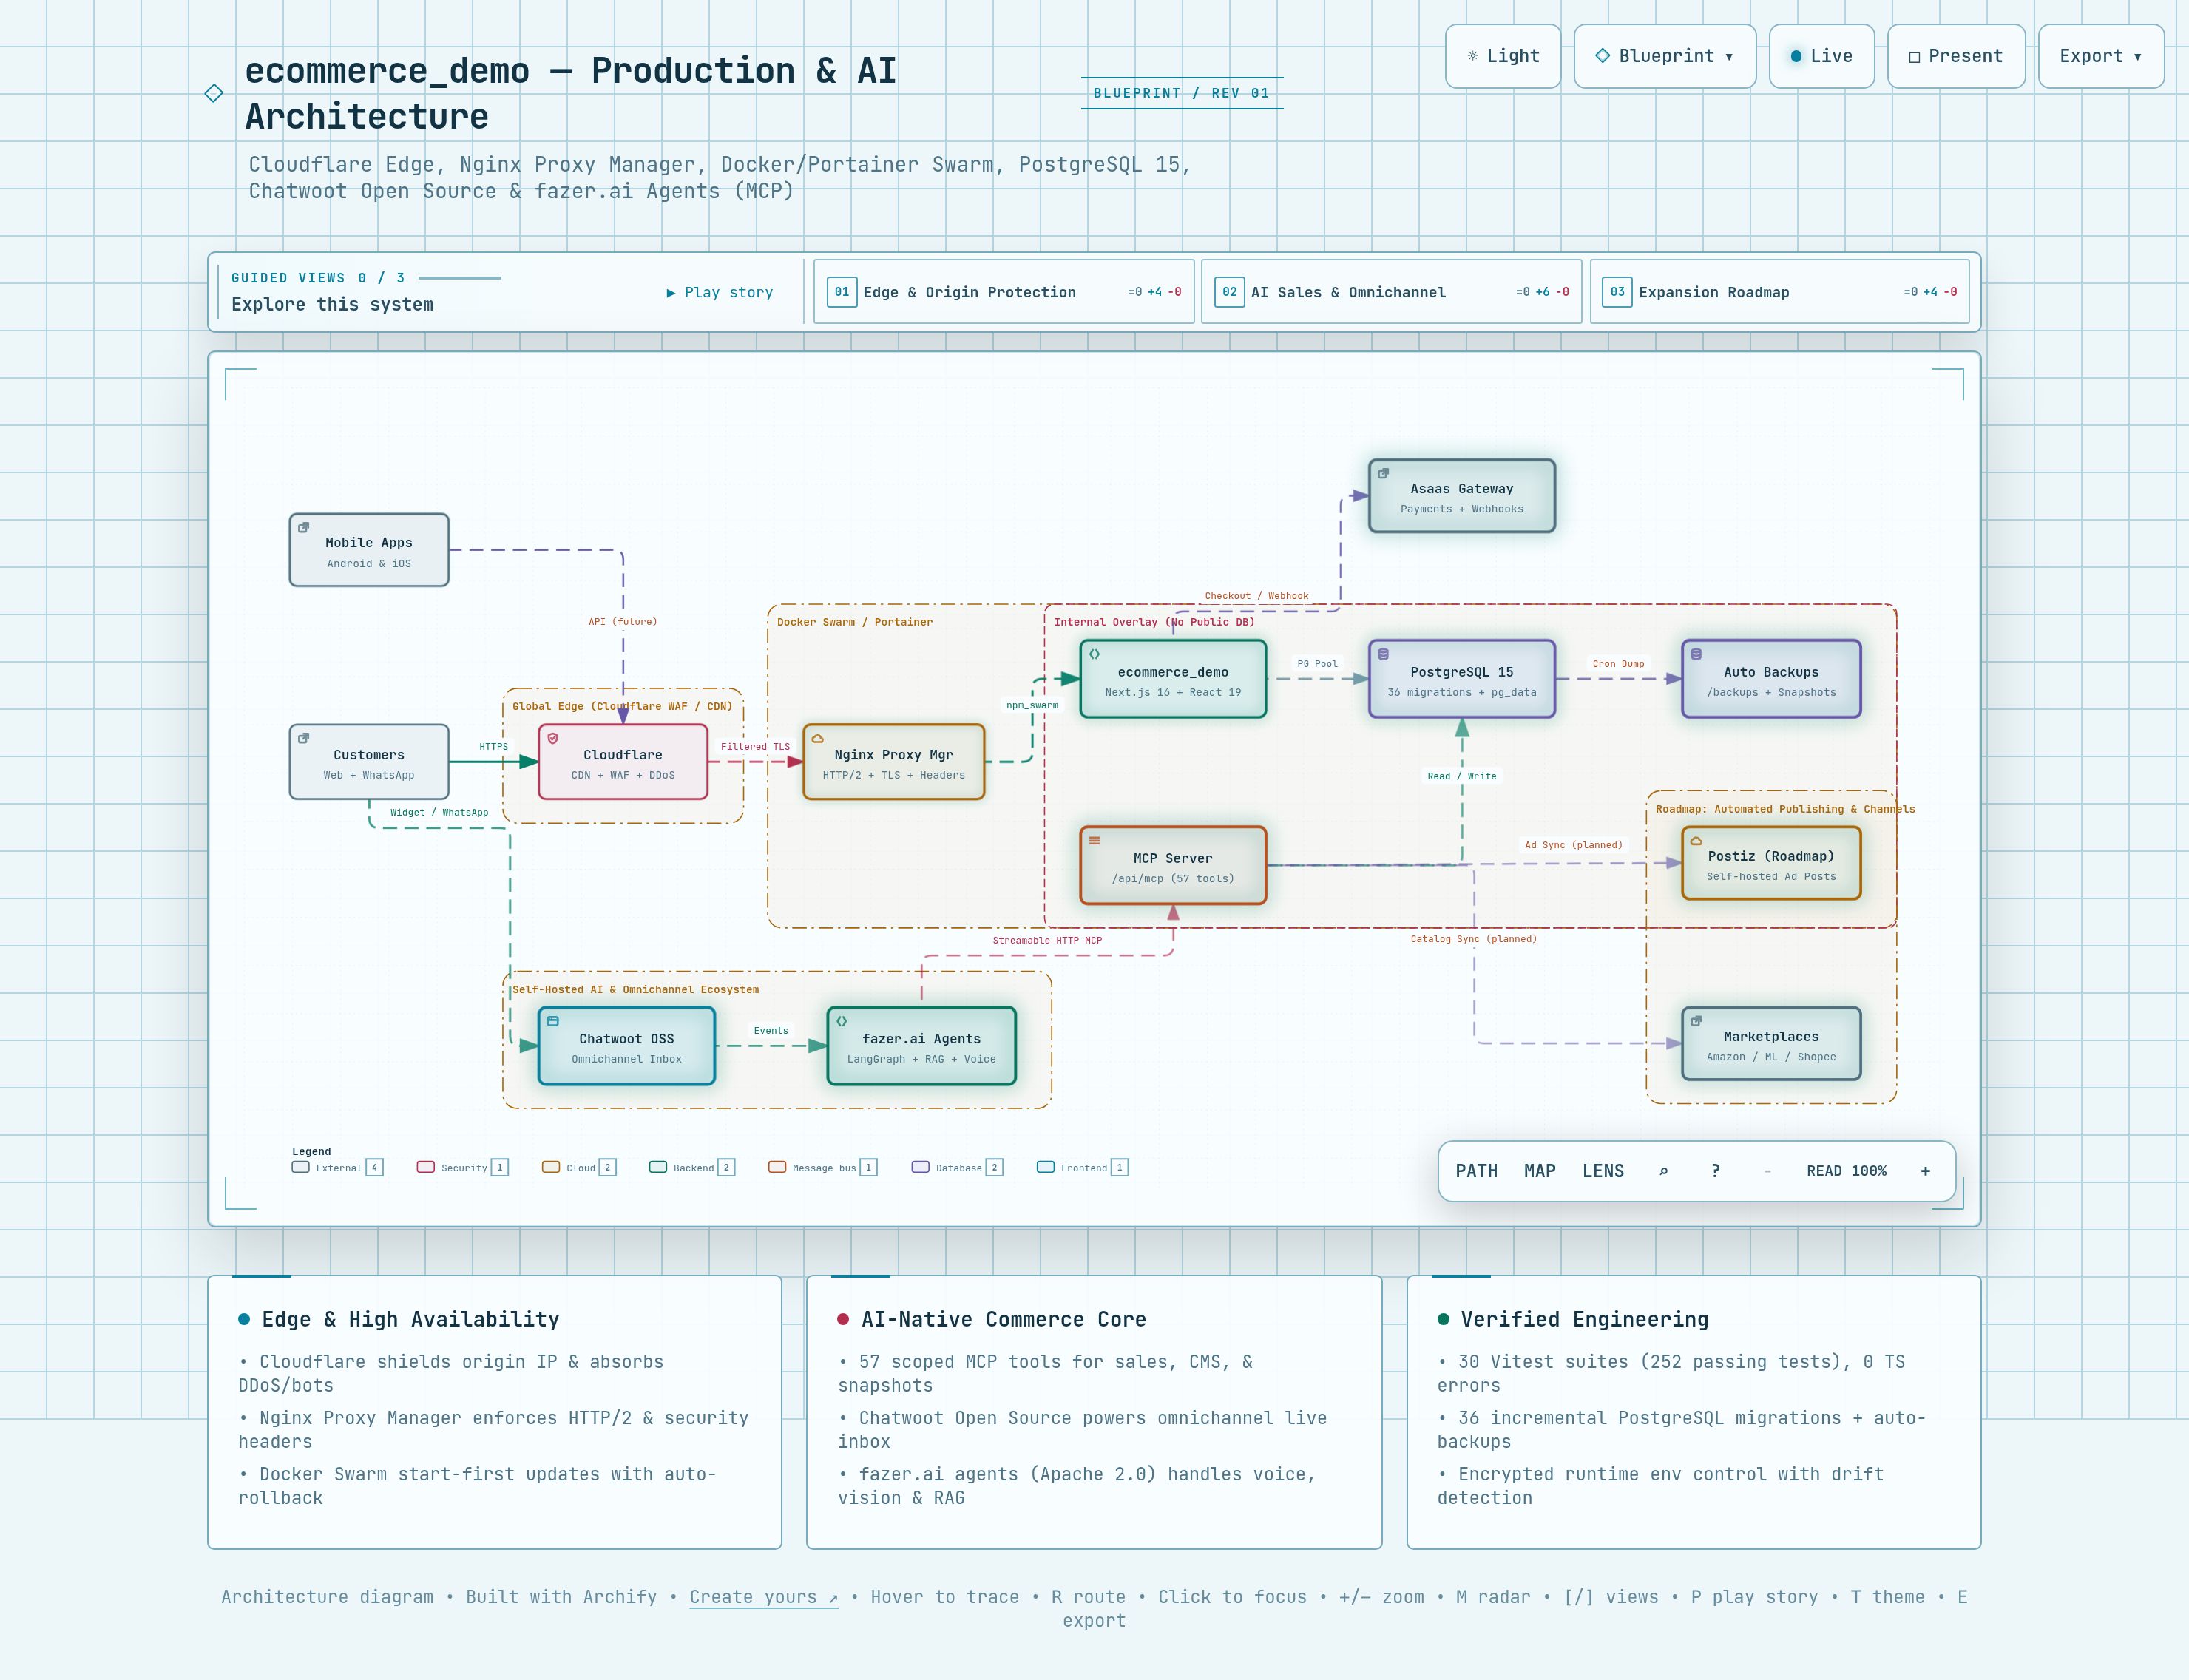 ecommerce_demo — Production & AI
Architecture
BLUEPRINT / REV 01
Light
Blueprint ▾
Live
Present
Export ▾
Cloudflare Edge, Nginx Proxy Manager, Docker/Portainer Swarm, PostgreSQL 15,
Chatwoot Open Source & fazer.ai Agents (MCP)
GUIDED VIEWS 0 / 3
Explore this system
▶ Play story
01 Edge & Origin Protection =0 +4 -0
02 AI Sales & Omnichannel =0 +6 -0
03 Expansion Roadmap =0 +4 -0
Asaas Gateway
Payments + Webhooks
Mobile Apps
Android & iOS
API (future)
Checkout / Webhook
Docker Swarm / Portainer
Internal Overlay (No Public DB)
ecommerce_demo
Next.js 16 + React 19
PG Pool
PostgreSQL 15
36 migrations + pg_data
Cron Dump
Auto Backups
/backups + Snapshots
Global Edge (Cloudflare WAF / CDN)
npm_swarm
Customers
Web + WhatsApp
HTTPS
Cloudflare
CDN + WAF + DDoS
Filtered TLS
Nginx Proxy Mgr
HTTP/2 + TLS + Headers
Read / Write
Widget / WhatsApp
Roadmap: Automated Publishing & Channels
MCP Server
/api/mcp (57 tools)
Ad Sync (planned)
Postiz (Roadmap)
Self-hosted Ad Posts
Streamable HTTP MCP
Catalog Sync (planned)
Self-Hosted AI & Omnichannel Ecosystem
Chatwoot OSS
Omnichannel Inbox
Events
fazer.ai Agents
LangGraph + RAG + Voice
Marketplaces
Amazon / ML / Shopee
Legend
External 4
Security 1
Cloud 2
Backend 2
Message bus 1
Database 2
Frontend 1
PATH MAP LENS ⌕ ? - READ 100% +
Edge & High Availability
• Cloudflare shields origin IP & absorbs
DDoS/bots
• Nginx Proxy Manager enforces HTTP/2 & security
headers
• Docker Swarm start-first updates with auto-
rollback
AI-Native Commerce Core
• 57 scoped MCP tools for sales, CMS, &
snapshots
• Chatwoot Open Source powers omnichannel live
inbox
• fazer.ai agents (Apache 2.0) handles voice,
vision & RAG
Verified Engineering
• 30 Vitest suites (252 passing tests), 0 TS
errors
• 36 incremental PostgreSQL migrations + auto-
backups
• Encrypted runtime env control with drift
detection
Architecture diagram • Built with Archify • Create yours ↗ • Hover to trace • R route • Click to focus • +/− zoom • M radar • [/] views • P play story • T theme • E
export